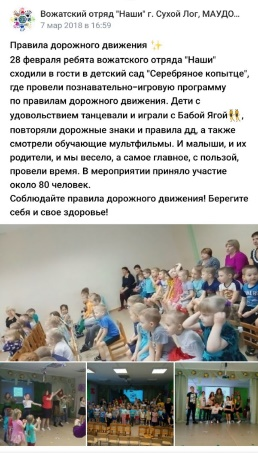 Вожатский отряд "Наши" г. Сухой Лог, МАУДО...
7 мар 2018 в 16:59
Правила дорожного движения ✨
28 февраля ребята вожатского отряда "Наши"
сходили в гости в детский сад "Серебряное копытце",
где провели познавательно-игровую программу
по правилам дорожного движения. Дети с
удовольствием танцевали и играли с Бабой Ягой👯,
повторяли дорожные знаки и правила дд, а также
смотрели обучающие мультфильмы. И малыши, и их
родители, и мы весело, а самое главное, с пользой,
провели время. В мероприятии приняло участие
около 80 человек.
Соблюдайте правила дорожного движения! Берегите
себя и свое здоровье!